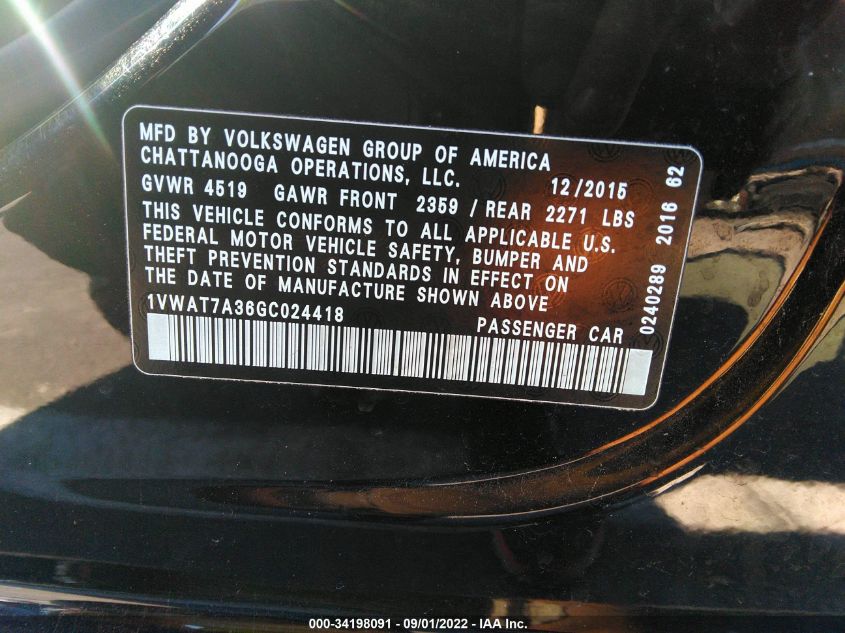 MFD BY VOLKSWAGEN GROUP OF AMERICA
CHATTANOOGA OPERATIONS, LLC. 12/2015
GVWR 4519 GAWR FRONT 2359 / REAR 2271 LBS
THIS VEHICLE CONFORMS TO ALL APPLICABLE U.S.
FEDERAL MOTOR VEHICLE SAFETY, BUMPER AND
THEFT PREVENTION STANDARDS IN EFFECT ON
THE DATE OF MANUFACTURE SHOWN ABOVE
1VWAT7A36GC024418 PASSENGER CAR
0240289 2016 62
000-34198091 - 09/01/2022 - IAA Inc.